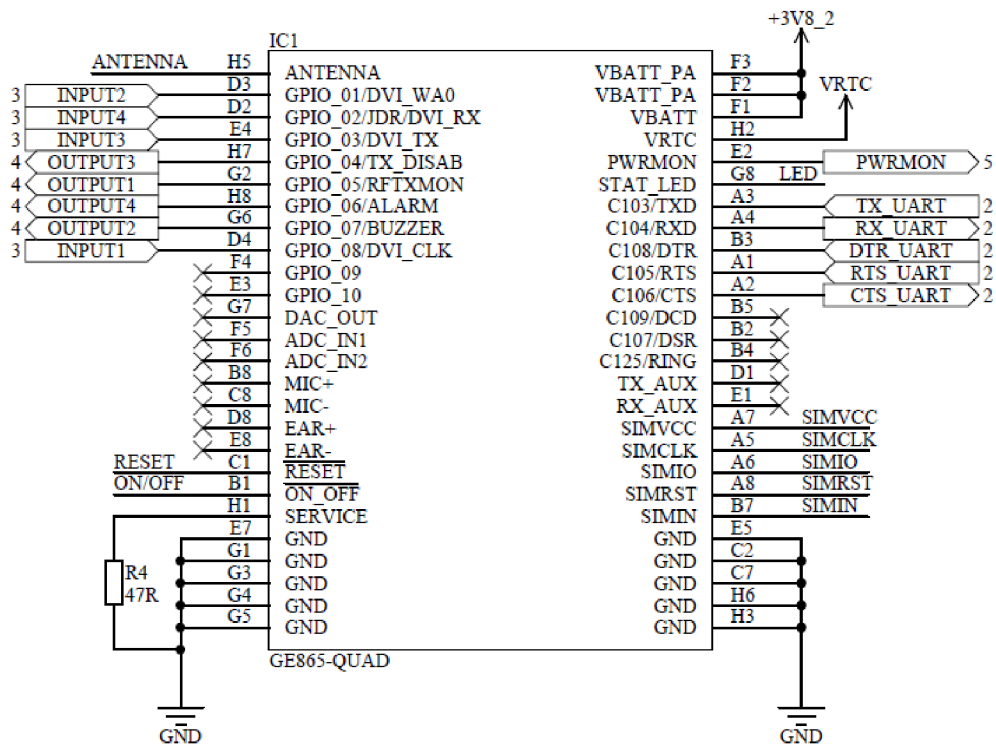 +3V8_2
IC1
ANTENNA H5 ANTENNA VBATT_PA F3 VRTC
3 INPUT2 D3 GPIO_01/DVI_WA0 VBATT_PA F2
3 INPUT4 D2 GPIO_02/JDR/DVI_RX VBATT F1
3 INPUT3 E4 GPIO_03/DVI_TX VRTC H2
4 OUTPUT3 H7 GPIO_04/TX_DISAB PWRMON E2 PWRMON 5
4 OUTPUT1 G2 GPIO_05/RFTXMON STAT_LED G8 LED
4 OUTPUT4 H8 GPIO_06/ALARM C103/TXD A3 TX_UART 2
4 OUTPUT2 G6 GPIO_07/BUZZER C104/RXD A4 RX_UART 2
3 INPUT1 D4 GPIO_08/DVI_CLK C108/DTR B3 DTR_UART 2
F4 GPIO_09 C105/RTS A1 RTS_UART 2
E3 GPIO_10 C106/CTS A2 CTS_UART 2
G7 DAC_OUT C109/DCD B5
F5 ADC_IN1 C107/DSR B2
F6 ADC_IN2 C125/RING B4
B8 MIC+ TX_AUX D1
C8 MIC- RX_AUX E1
D8 EAR+ SIMVCC A7 SIMVCC
E8 EAR- SIMCLK A5 SIMCLK
RESET C1 RESET SIMIO A6 SIMIO
ON/OFF B1 ON_OFF SIMRST A8 SIMRST
H1 SERVICE SIMIN B7 SIMIN
E7 GND GND E5
G1 GND GND C2
R4 G3 GND GND C7
47R G4 GND GND H6
G5 GND GND H3
GE865-QUAD
GND GND